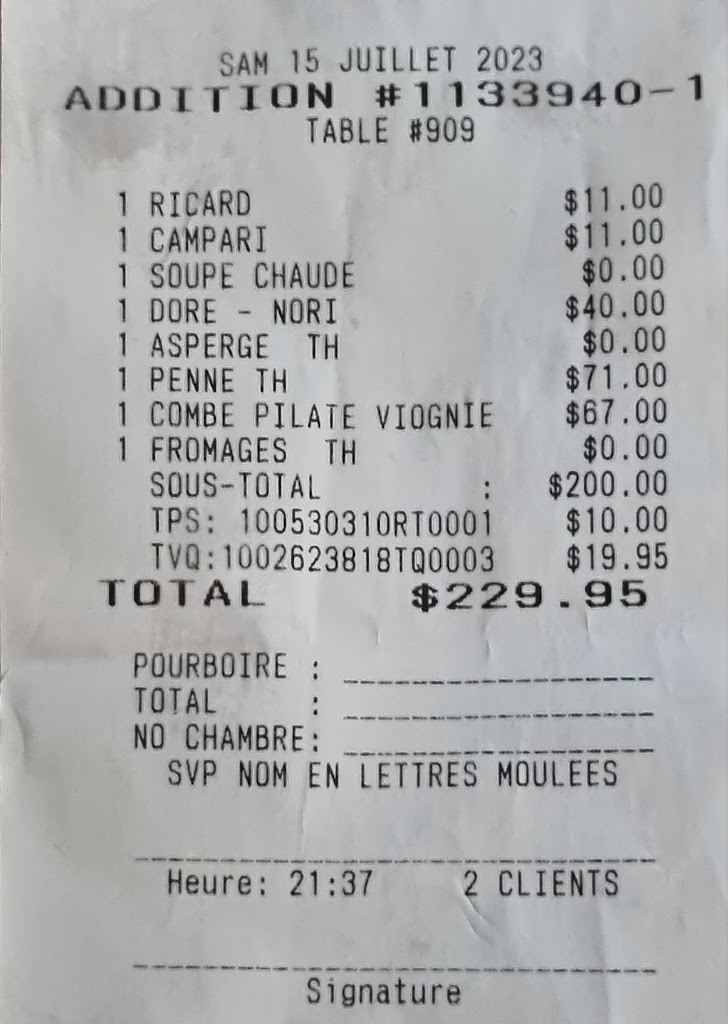 SAM 15 JUILLET 2023
ADDITION #1133940-1
TABLE #909
1 RICARD $11.00
1 CAMPARI $11.00
1 SOUPE CHAUDE $0.00
1 DORE - NORI $40.00
1 ASPERGE TH $0.00
1 PENNE TH $71.00
1 COMBE PILATE VIOGNIE $67.00
1 FROMAGES TH $0.00
SOUS-TOTAL : $200.00
TPS: 100530310RT0001 $10.00
TVQ:1002623818TQ0003 $19.95
TOTAL $229.95
POURBOIRE :
TOTAL :
NO CHAMBRE:
SVP NOM EN LETTRES MOULEES
Heure: 21:37 2 CLIENTS
Signature